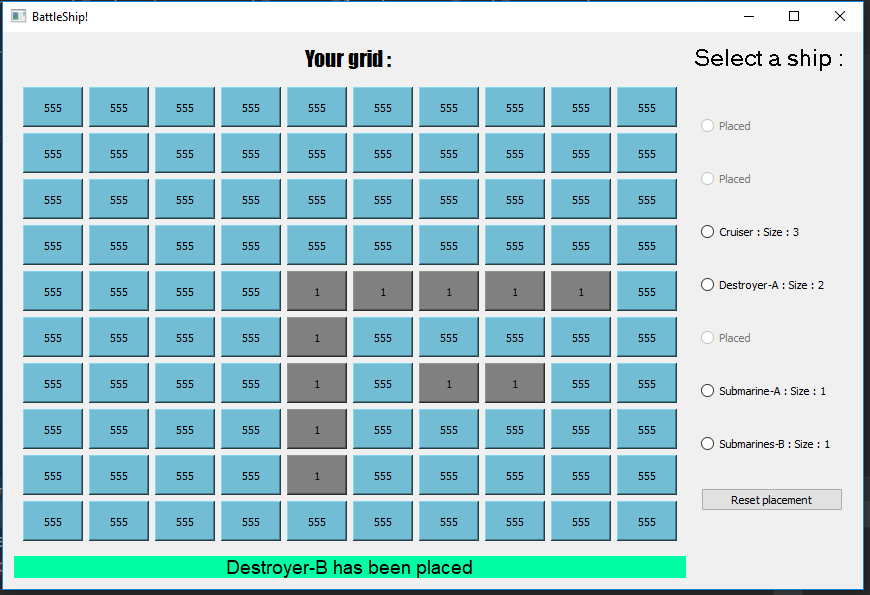 BattleShip!
Your grid :
Select a ship :
555 555 555 555 555 555 555 555 555 555
Placed
555 555 555 555 555 555 555 555 555 555
Placed
555 555 555 555 555 555 555 555 555 555
555 555 555 555 555 555 555 555 555 555
Cruiser : Size : 3
555 555 555 555 1 1 1 1 1 555
Destroyer-A : Size : 2
555 555 555 555 1 555 555 555 555 555
Placed
555 555 555 555 1 555 1 1 555 555
Submarine-A : Size : 1
555 555 555 555 1 555 555 555 555 555
Submarines-B : Size : 1
555 555 555 555 1 555 555 555 555 555
Reset placement
555 555 555 555 555 555 555 555 555 555
Destroyer-B has been placed